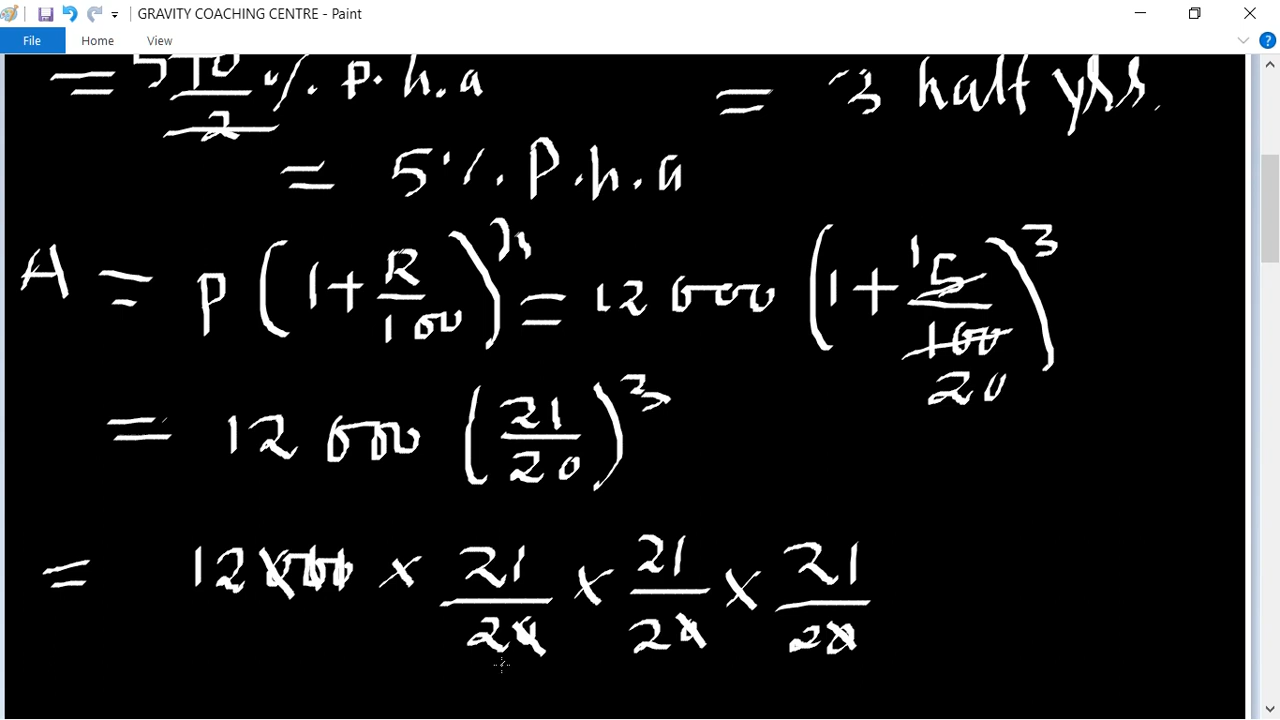 GRAVITY COACHING CENTRE - Paint
File Home View
= 5 10/2 %. p.h.a = 3 half yrs.
= 5%. P.h.a
A = P(1+R/100)^n = 12000 (1+ 1 5/100 20)^3
= 12000 (21/20)^3
= 12000 × 21/20 × 21/20 × 21/20